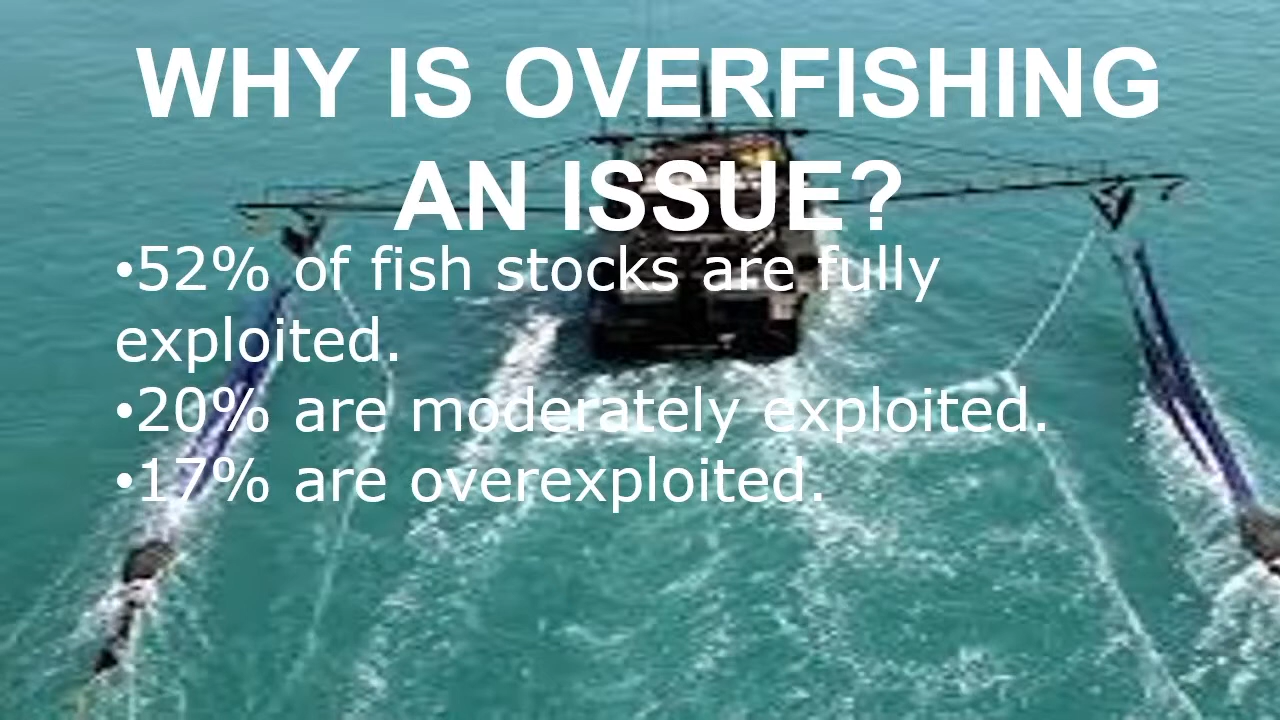 WHY IS OVERFISHING
AN ISSUE?
•52% of fish stocks are fully
exploited.
•20% are moderately exploited.
•17% are overexploited.